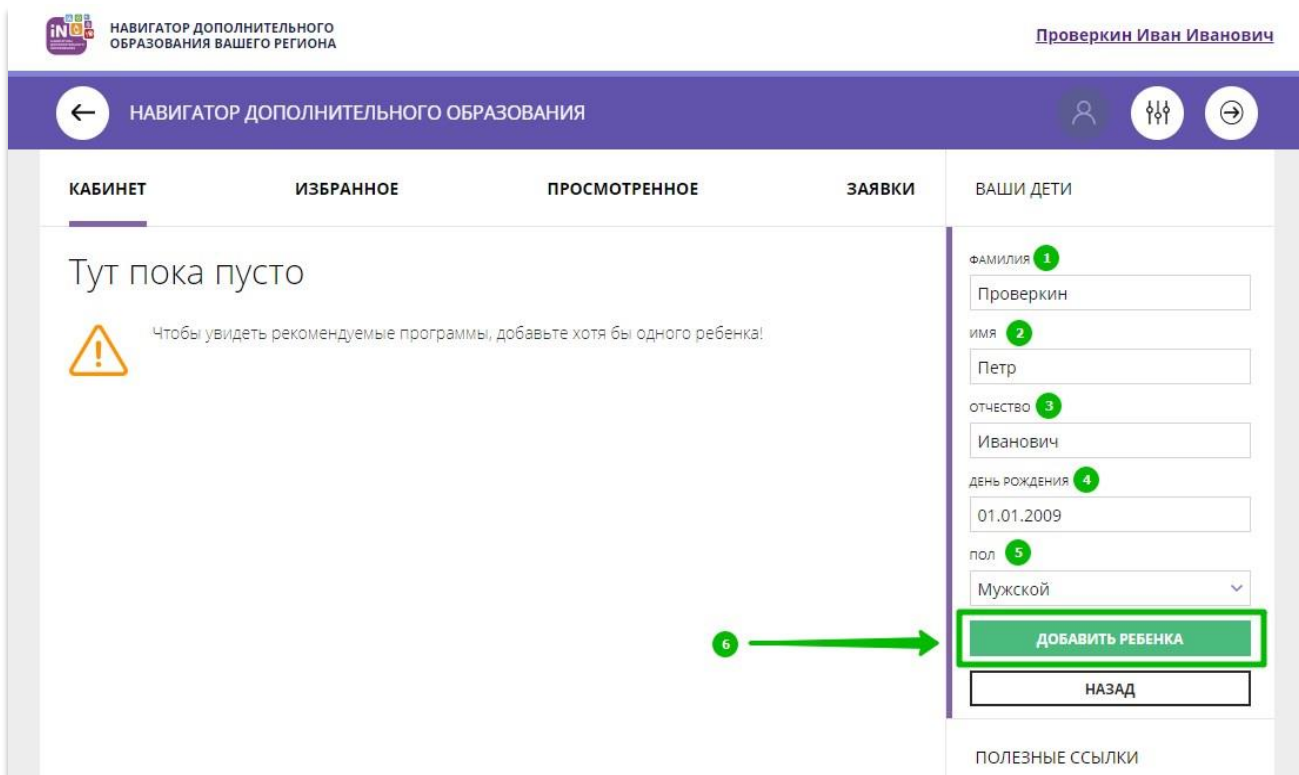 iNO
НАВИГАТОР ДОПОЛНИТЕЛЬНОГО
ОБРАЗОВАНИЯ ВАШЕГО РЕГИОНА
Проверкин Иван Иванович
НАВИГАТОР ДОПОЛНИТЕЛЬНОГО ОБРАЗОВАНИЯ
КАБИНЕТ
ИЗБРАННОЕ
ПРОСМОТРЕННОЕ
ЗАЯВКИ
ВАШИ ДЕТИ
Тут пока пусто
Чтобы увидеть рекомендуемые программы, добавьте хотя бы одного ребенка!
ФАМИЛИЯ 1
Проверкин
ИМЯ 2
Петр
ОТЧЕСТВО 3
Иванович
ДЕНЬ РОЖДЕНИЯ 4
01.01.2009
ПОЛ 5
Мужской
6
ДОБАВИТЬ РЕБЕНКА
НАЗАД
ПОЛЕЗНЫЕ ССЫЛКИ